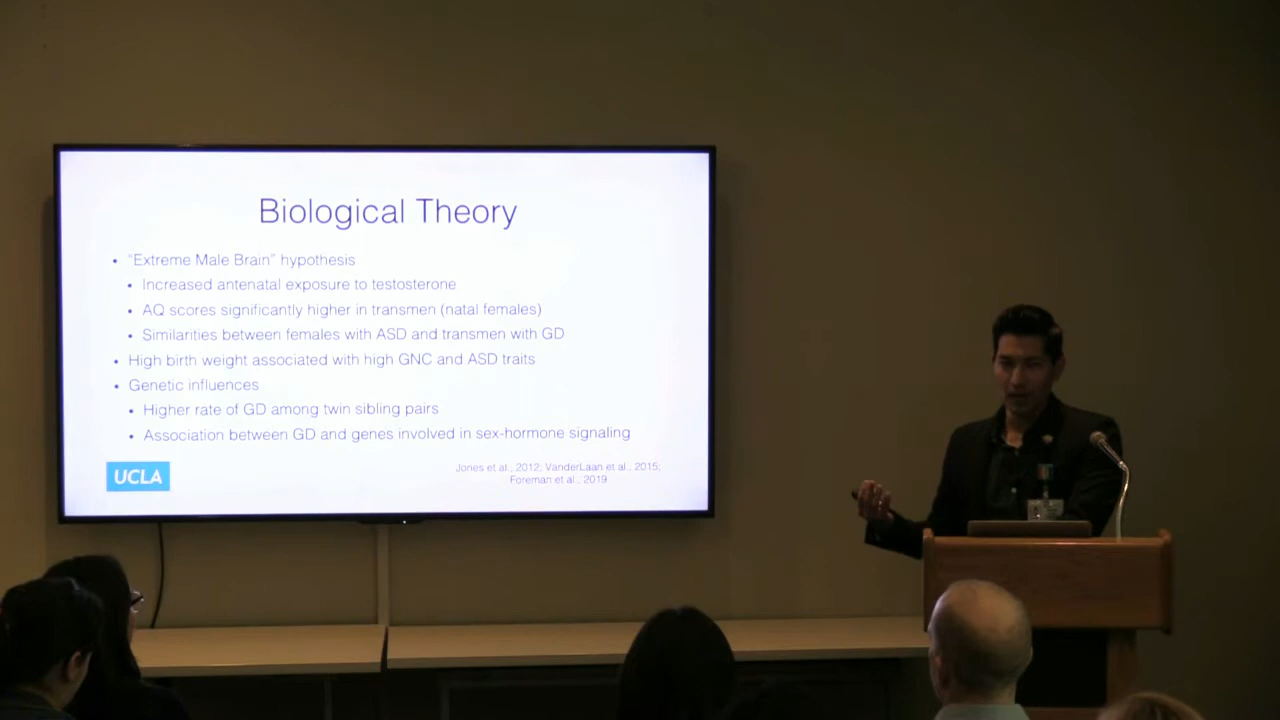 Biological Theory
• "Extreme Male Brain" hypothesis
• Increased antenatal exposure to testosterone
• AQ scores significantly higher in transmen (natal females)
• Similarities between females with ASD and transmen with GD
• High birth weight associated with high GNC and ASD traits
• Genetic influences
• Higher rate of GD among twin sibling pairs
• Association between GD and genes involved in sex-hormone signaling
Jones et al., 2012; VanderLaan et al., 2015;
Foreman et al., 2019
UCLA